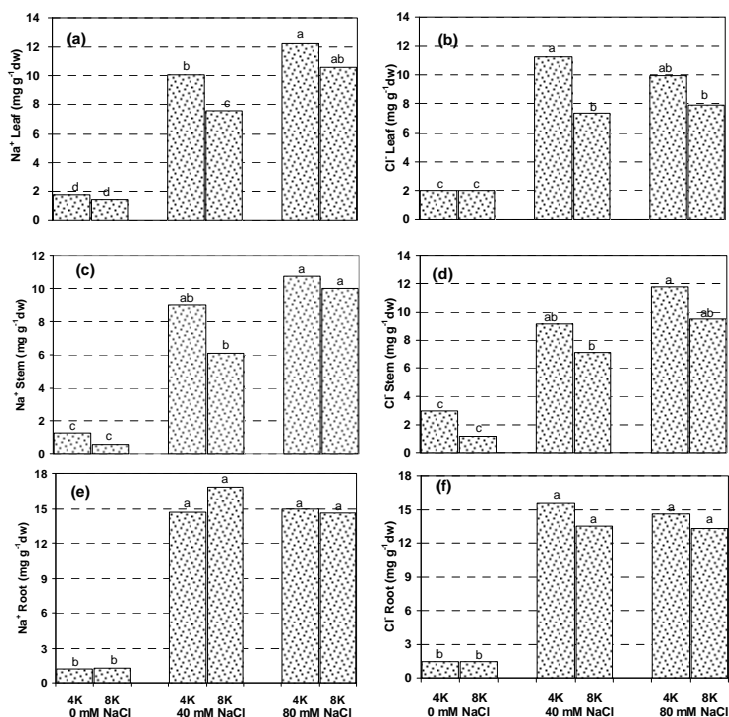 (a)
Na⁺ Leaf (mg g⁻¹dw)
14
12
10
8
6
4
2
0
d
d
b
c
a
ab
(b)
Cl⁻ Leaf (mg g⁻¹dw)
14
12
10
8
6
4
2
0
c
c
a
b
ab
b
(c)
Na⁺ Stem (mg g⁻¹dw)
12
10
8
6
4
2
0
c
c
ab
b
a
a
(d)
Cl⁻ Stem (mg g⁻¹dw)
14
12
10
8
6
4
2
0
c
c
ab
b
a
ab
(e)
Na⁺ Root (mg g⁻¹dw)
18
15
12
9
6
3
0
b
b
a
a
a
a
4K 8K 4K 8K 4K 8K
0 mM NaCl 40 mM NaCl 80 mM NaCl
(f)
Cl⁻ Root (mg g⁻¹dw)
18
15
12
9
6
3
0
b
b
a
a
a
a
4K 8K 4K 8K 4K 8K
0 mM NaCl 40 mM NaCl 80 mM NaCl